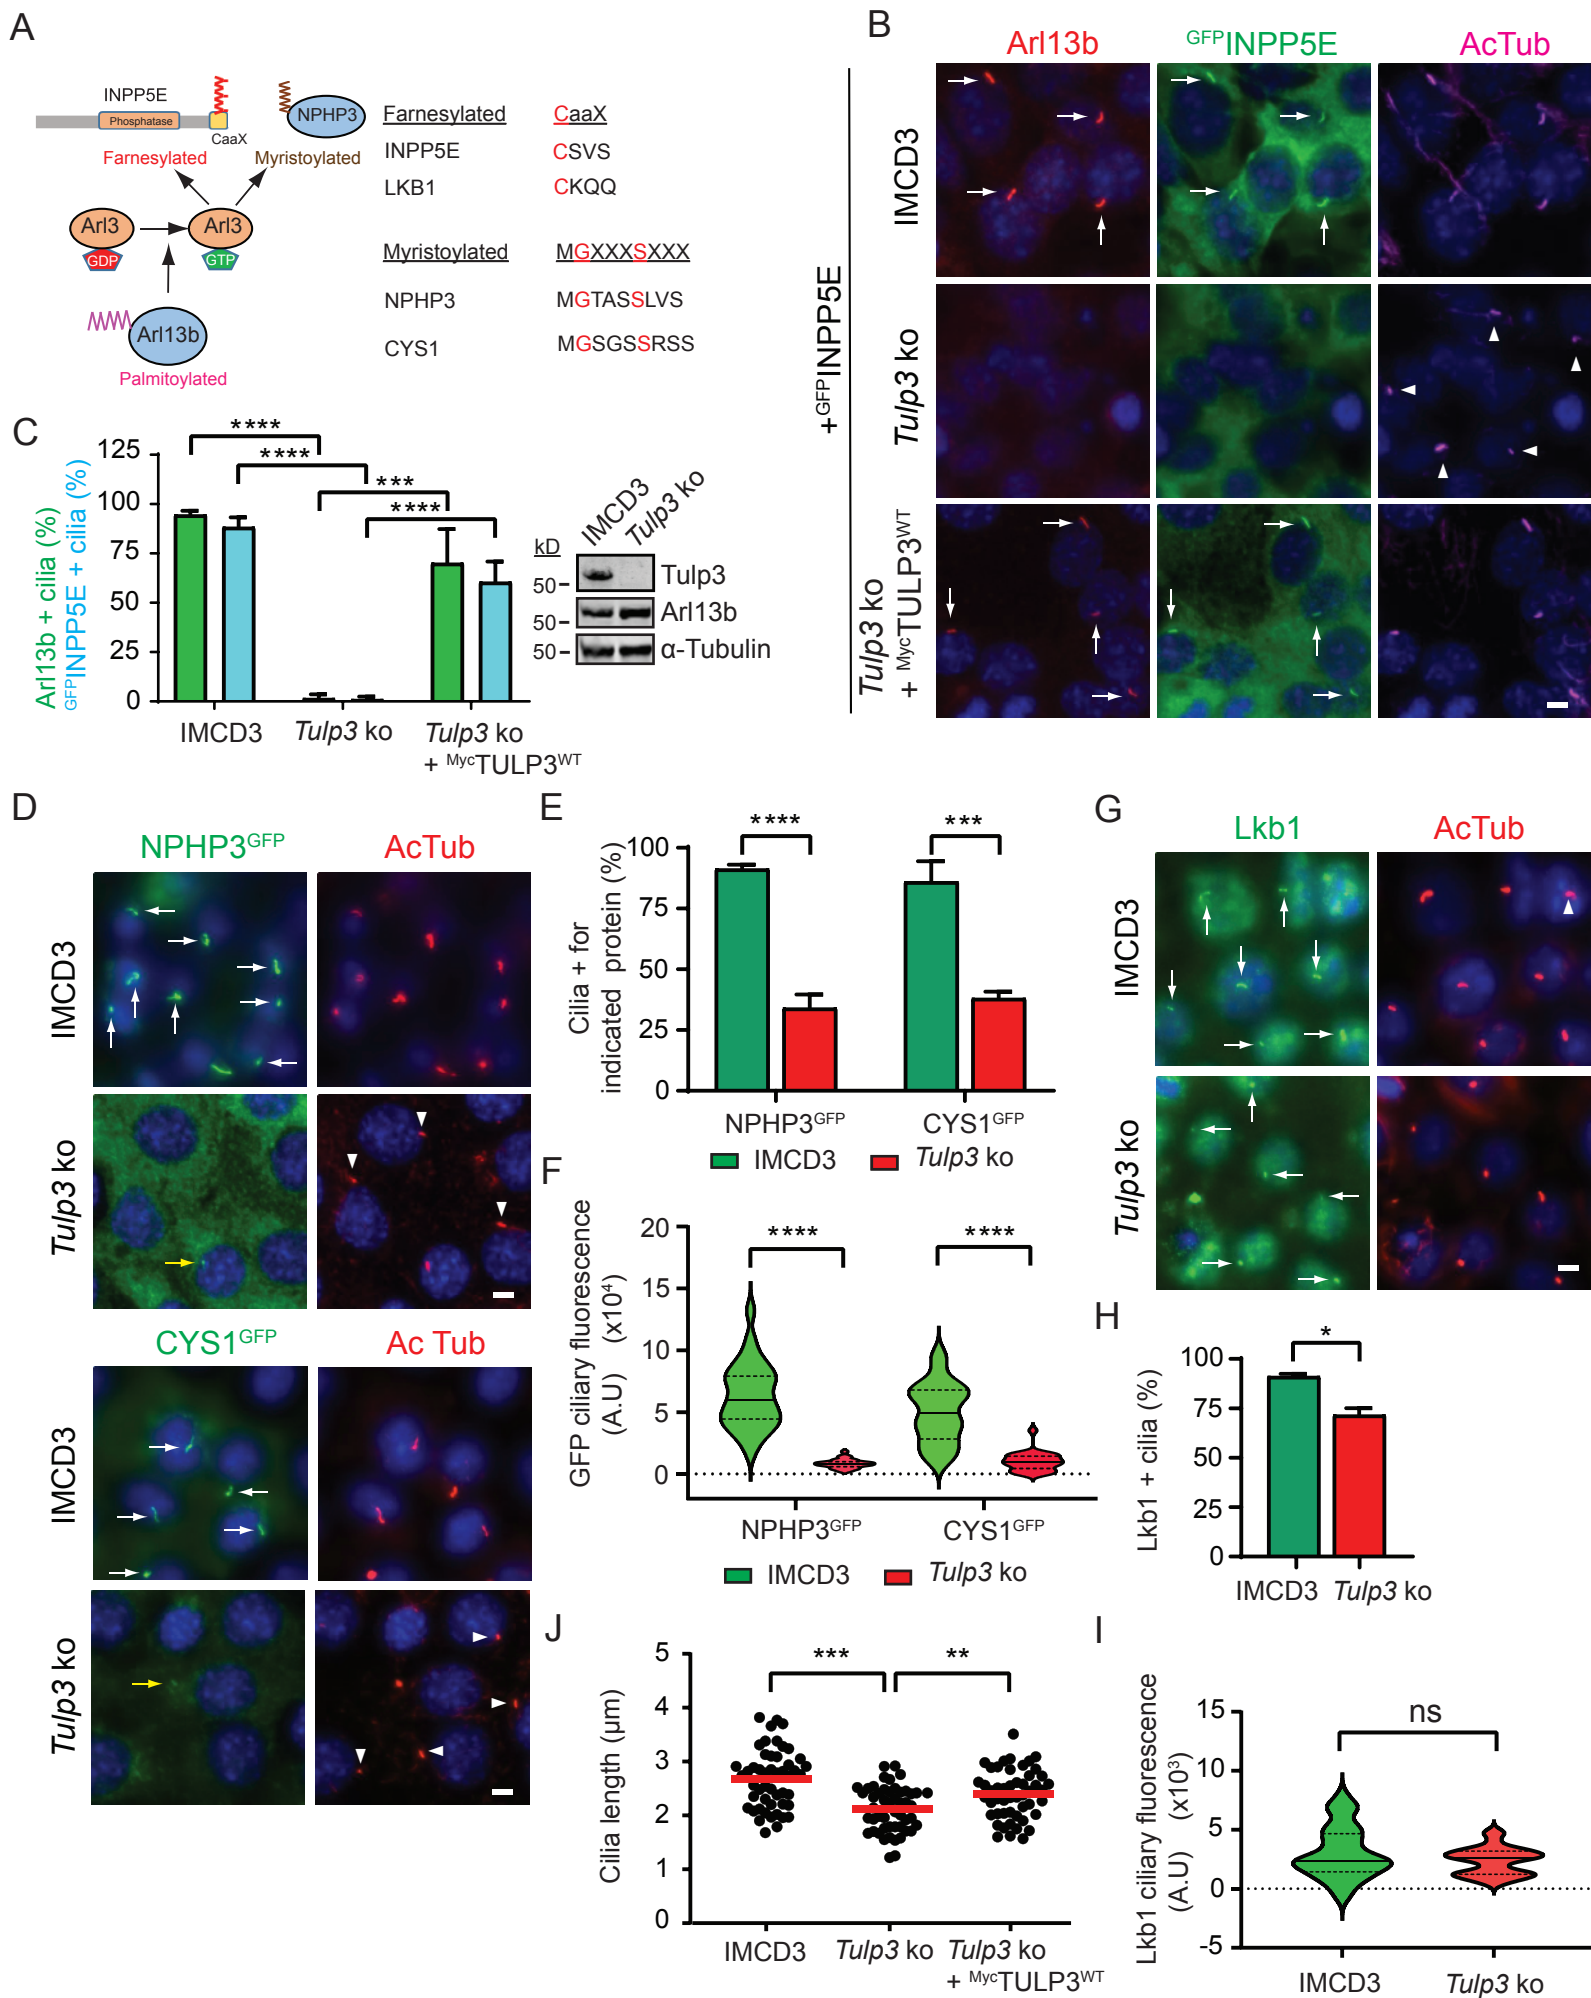 A
INPP5E
Phosphatase
CaaX
Farnesylated
NPHP3
Myristoylated
Arl3
GDP
Arl3
GTP
Arl13b
Palmitoylated
Farnesylated CaaX
INPP5E CSVS
LKB1 CKQQ
Myristoylated MGXXXSXXX
NPHP3 MGTASSLVS
CYS1 MGSGSSRSS
B
Arl13b GFPINPP5E AcTub
+GFPINPP5E
IMCD3
Tulp3 ko
Tulp3 ko
+ MycTULP3WT
C
Arl13b + cilia (%)
GFPINPP5E + cilia (%)
125
100
75
50
25
0
****
****
***
****
IMCD3 Tulp3 ko Tulp3 ko
+ MycTULP3WT
kD IMCD3 Tulp3 ko
50 Tulp3
50 Arl13b
50 α-Tubulin
D
NPHP3GFP AcTub
IMCD3
Tulp3 ko
CYS1GFP Ac Tub
IMCD3
Tulp3 ko
E
Cilia + for
indicated protein (%)
100
75
50
25
0
**** ***
NPHP3GFP CYS1GFP
IMCD3 Tulp3 ko
F
GFP ciliary fluorescence
(A.U) (x10⁴)
20
15
10
5
0
**** ****
NPHP3GFP CYS1GFP
IMCD3 Tulp3 ko
G
Lkb1 AcTub
IMCD3
Tulp3 ko
H
Lkb1 + cilia (%)
100
75
50
25
0
*
IMCD3 Tulp3 ko
J
Cilia length (µm)
5
4
3
2
1
0
*** **
IMCD3 Tulp3 ko Tulp3 ko
+ MycTULP3WT
I
Lkb1 ciliary fluorescence
(A.U) (x10³)
15
10
5
0
-5
ns
IMCD3 Tulp3 ko